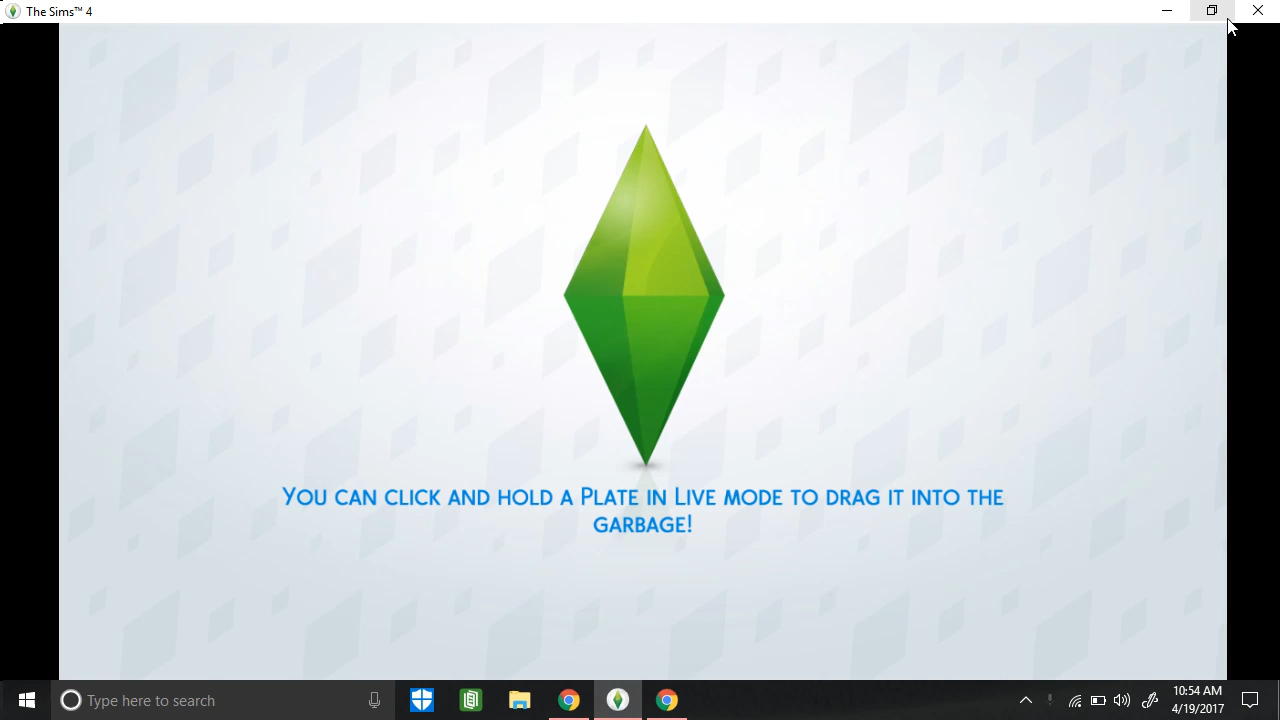 The Sims™ 4
You can click and hold a Plate in Live mode to drag it into the
garbage!
Type here to search
10:54 AM
4/19/2017